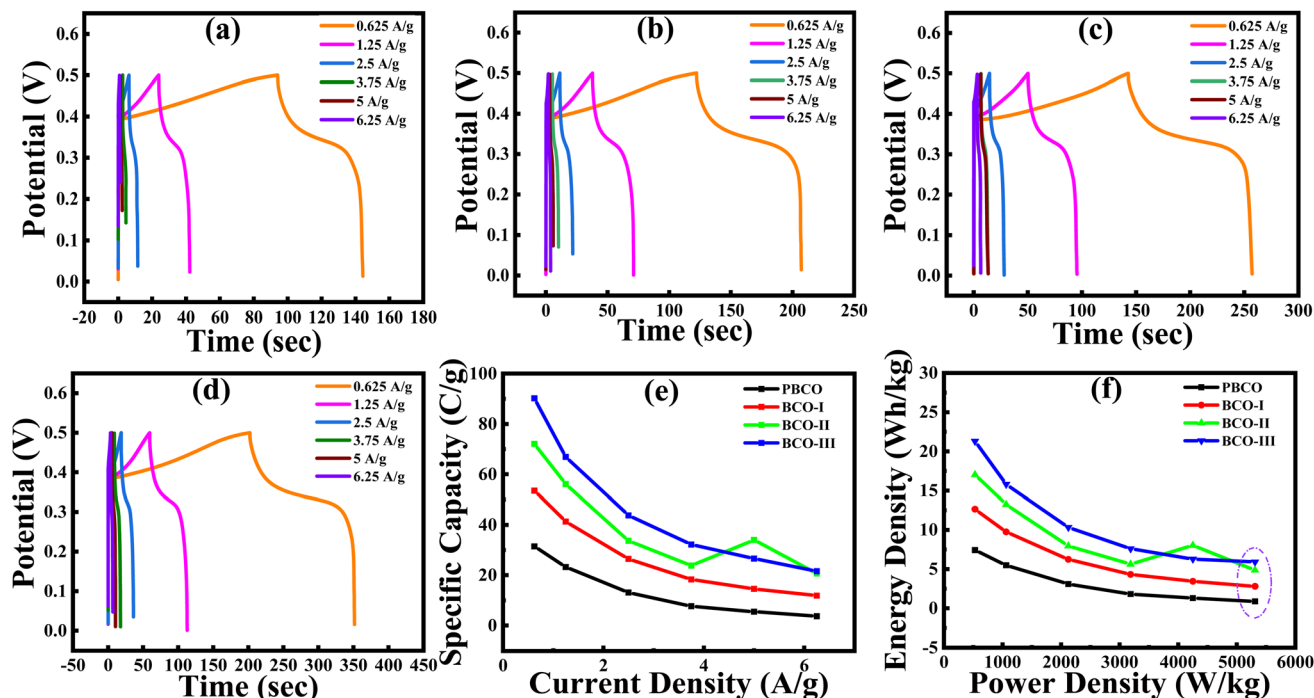 (a)
0.625 A/g
1.25 A/g
2.5 A/g
3.75 A/g
5 A/g
6.25 A/g
Potential (V)
0.6
0.5
0.4
0.3
0.2
0.1
0.0
-20 0 20 40 60 80 100 120 140 160 180
Time (sec)
(b)
0.625 A/g
1.25 A/g
2.5 A/g
3.75 A/g
5 A/g
6.25 A/g
Potential (V)
0.6
0.5
0.4
0.3
0.2
0.1
0.0
0 50 100 150 200 250
Time (sec)
(c)
0.625 A/g
1.25 A/g
2.5 A/g
3.75 A/g
5 A/g
6.25 A/g
Potential (V)
0.6
0.5
0.4
0.3
0.2
0.1
0.0
0 50 100 150 200 250 300
Time (sec)
(d)
0.625 A/g
1.25 A/g
2.5 A/g
3.75 A/g
5 A/g
6.25 A/g
Potential (V)
0.6
0.5
0.4
0.3
0.2
0.1
0.0
-50 0 50 100 150 200 250 300 350 400 450
Time (sec)
(e)
PBCO
BCO-I
BCO-II
BCO-III
Specific Capacity (C/g)
100
80
60
40
20
0
0 2 4 6
Current Density (A/g)
(f)
PBCO
BCO-I
BCO-II
BCO-III
Energy Density (Wh/kg)
30
25
20
15
10
5
0
-5
0 1000 2000 3000 4000 5000 6000
Power Density (W/kg)